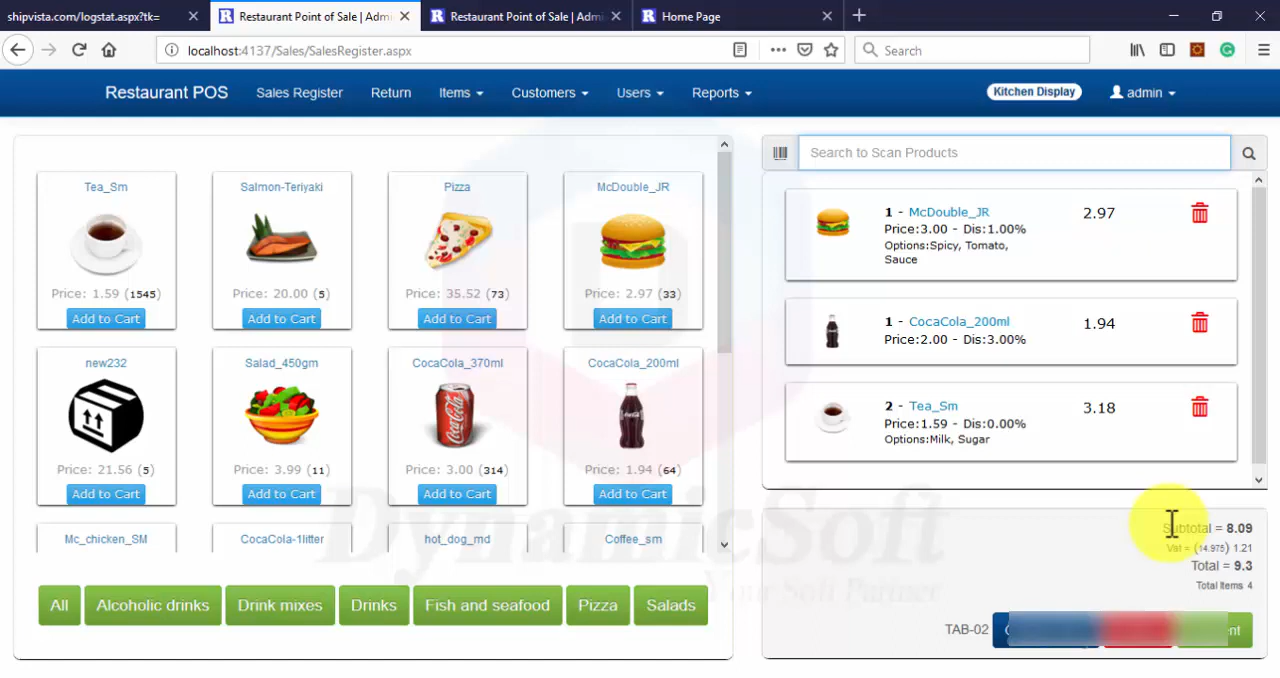 shipvista.com/logstat.aspx?tk=
Restaurant Point of Sale | Admi
Restaurant Point of Sale | Admi
Home Page
localhost:4137/Sales/SalesRegister.aspx
Search
Restaurant POS
Sales Register
Return
Items
Customers
Users
Reports
Kitchen Display
admin
Tea_Sm
Price: 1.59 (1545)
Add to Cart
Salmon-Teriyaki
Price: 20.00 (5)
Add to Cart
Pizza
Price: 35.52 (73)
Add to Cart
McDouble_JR
Price: 2.97 (33)
Add to Cart
new232
Price: 21.56 (5)
Add to Cart
Salad_450gm
Price: 3.99 (11)
Add to Cart
CocaCola_370ml
Price: 3.00 (314)
Add to Cart
CocaCola_200ml
Price: 1.94 (64)
Add to Cart
Mc_chicken_SM
CocaCola-1litter
hot_dog_md
Coffee_sm
All
Alcoholic drinks
Drink mixes
Drinks
Fish and seafood
Pizza
Salads
Search to Scan Products
1 - McDouble_JR
2.97
Price:3.00 - Dis:1.00%
Options:Spicy, Tomato,
Sauce
1 - CocaCola_200ml
1.94
Price:2.00 - Dis:3.00%
2 - Tea_Sm
3.18
Price:1.59 - Dis:0.00%
Options:Milk, Sugar
Subtotal = 8.09
Vat = (14.975) 1.21
Total = 9.3
Total Items 4
TAB-02
DynamicSoft
Your Soft Partner